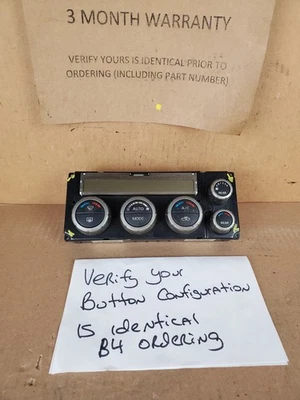 3 MONTH WARRANTY
VERIFY YOURS IS IDENTICAL PRIOR TO
ORDERING (INCLUDING PART NUMBER)
AUTO
MODE
A/C
Verify your
Button Configuration
is identical
B4 ordering